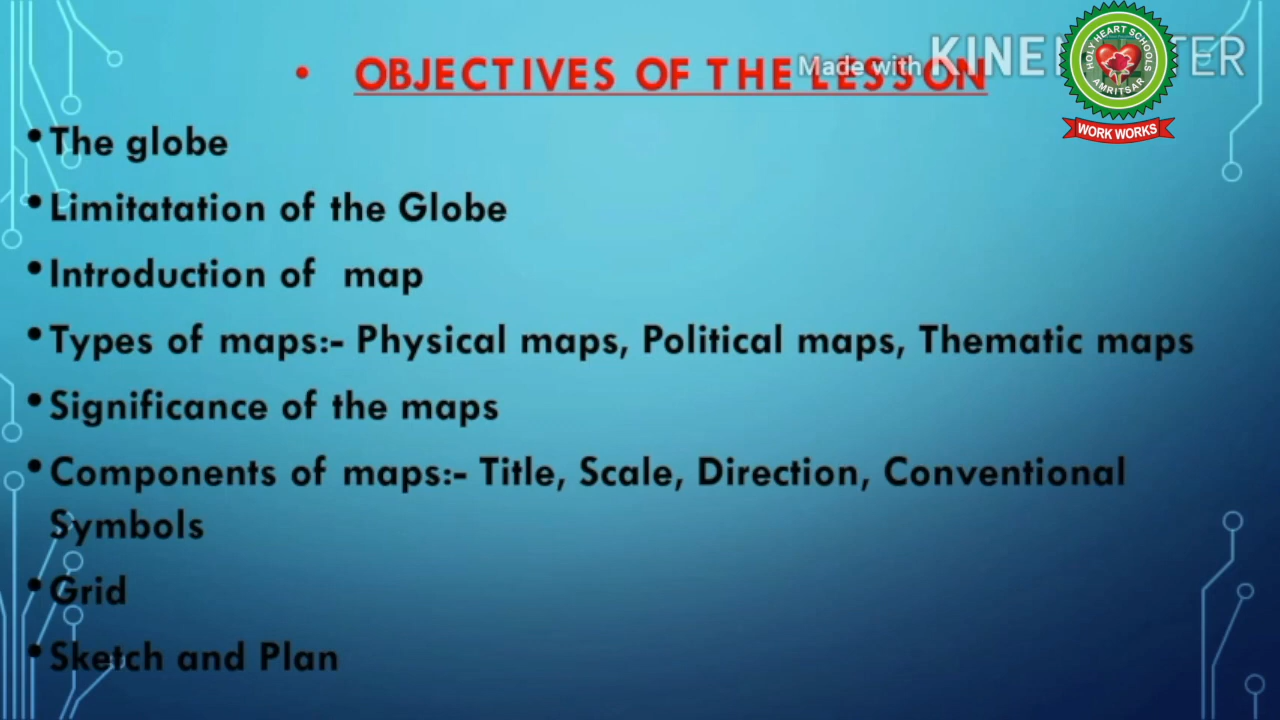 Made with KINEM TER
HOLY HEART SCHOOLS
AMRITSAR
WORK WORKS
• OBJECTIVES OF THE LESSON
• The globe
• Limitatation of the Globe
• Introduction of map
• Types of maps:- Physical maps, Political maps, Thematic maps
• Significance of the maps
• Components of maps:- Title, Scale, Direction, Conventional
Symbols
• Grid
• Sketch and Plan